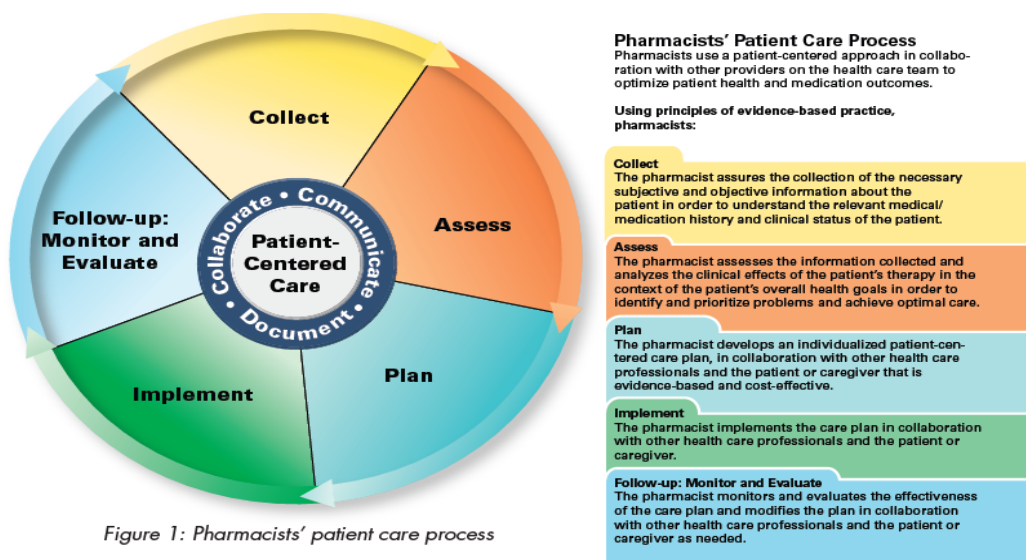 Collect
Assess
Plan
Implement
Follow-up:
Monitor and
Evaluate
Collaborate • Communicate • Document •
Patient-
Centered
Care
Figure 1: Pharmacists’ patient care process
Pharmacists’ Patient Care Process
Pharmacists use a patient-centered approach in collabo-
ration with other providers on the health care team to
optimize patient health and medication outcomes.
Using principles of evidence-based practice,
pharmacists:
Collect
The pharmacist assures the collection of the necessary
subjective and objective information about the
patient in order to understand the relevant medical/
medication history and clinical status of the patient.
Assess
The pharmacist assesses the information collected and
analyzes the clinical effects of the patient’s therapy in the
context of the patient’s overall health goals in order to
identify and prioritize problems and achieve optimal care.
Plan
The pharmacist develops an individualized patient-cen-
tered care plan, in collaboration with other health care
professionals and the patient or caregiver that is
evidence-based and cost-effective.
Implement
The pharmacist implements the care plan in collaboration
with other health care professionals and the patient or
caregiver.
Follow-up: Monitor and Evaluate
The pharmacist monitors and evaluates the effectiveness
of the care plan and modifies the plan in collaboration
with other health care professionals and the patient or
caregiver as needed.